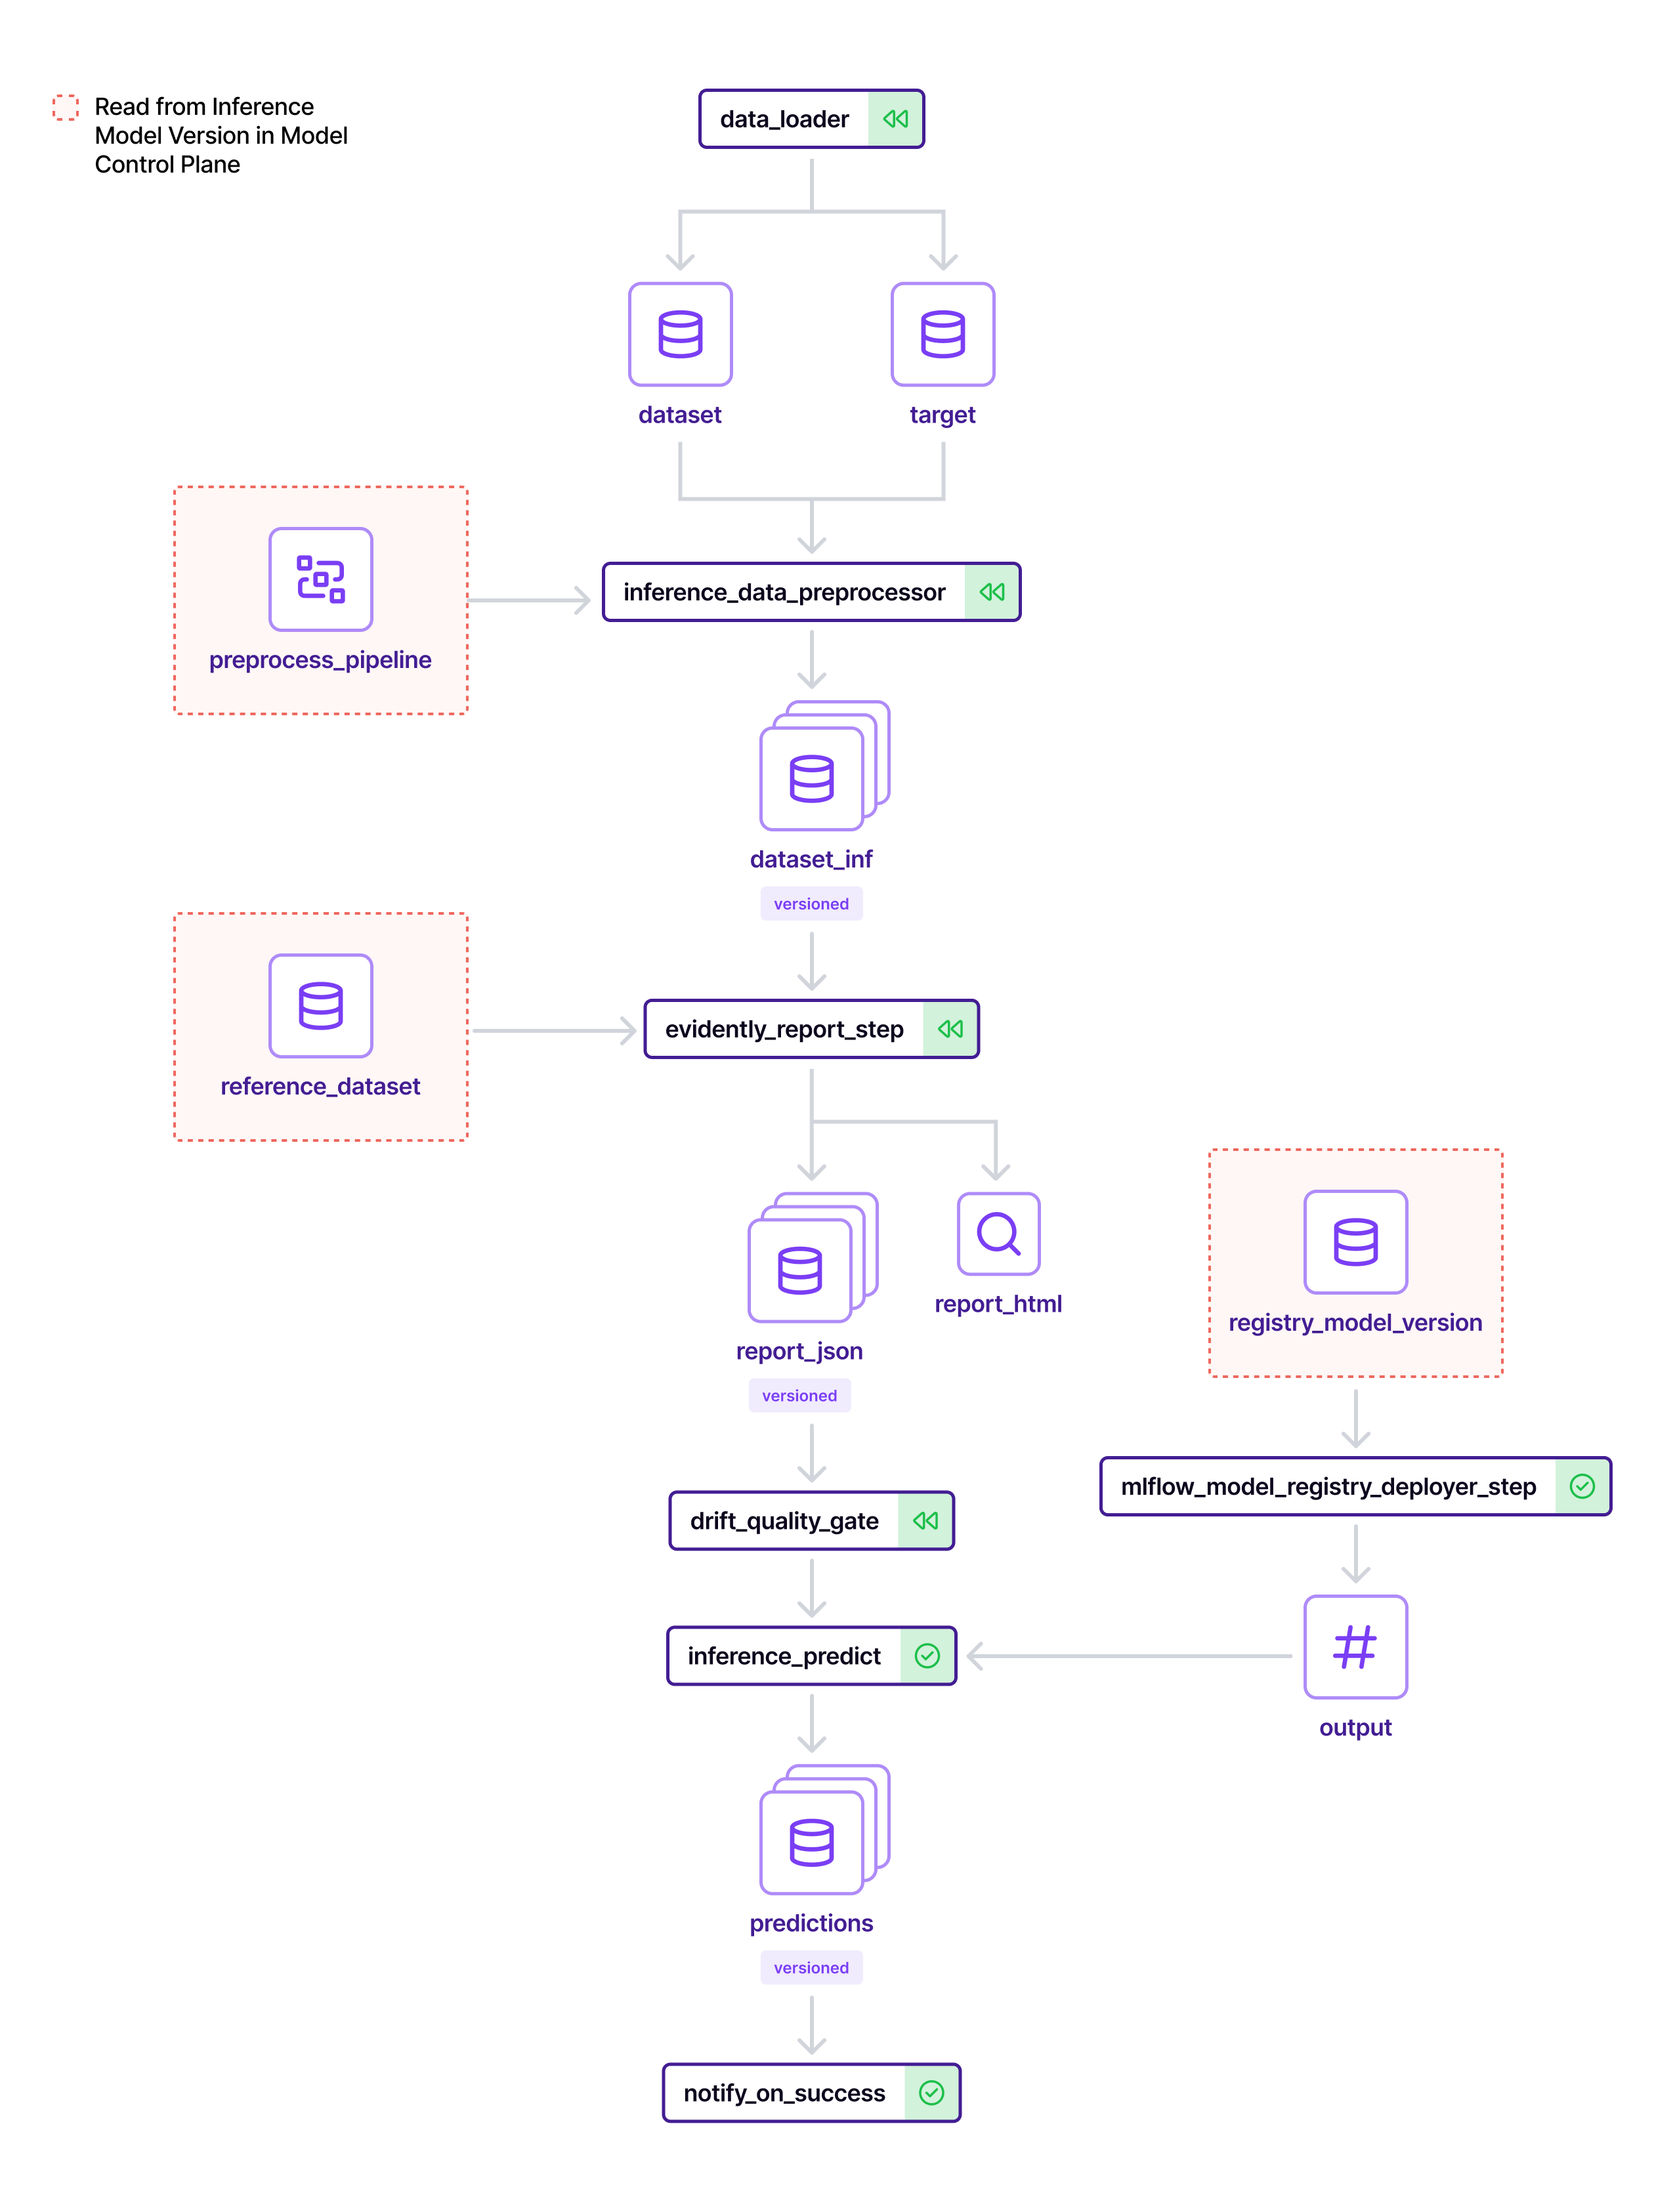 Read from Inference
Model Version in Model
Control Plane
data_loader
dataset
target
preprocess_pipeline
inference_data_preprocessor
dataset_inf
versioned
reference_dataset
evidently_report_step
report_json
versioned
report_html
registry_model_version
mlflow_model_registry_deployer_step
drift_quality_gate
inference_predict
output
predictions
versioned
notify_on_success